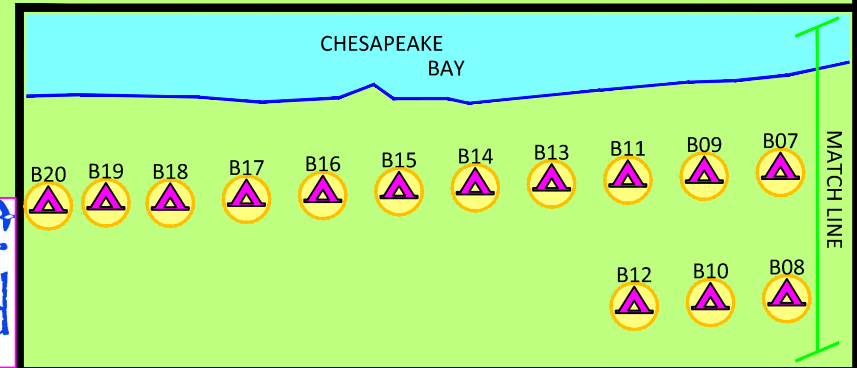 CHESAPEAKE
BAY
B20 B19 B18 B17 B16 B15 B14 B13 B11 B09 B07
MATCH LINE
B12 B10 B08